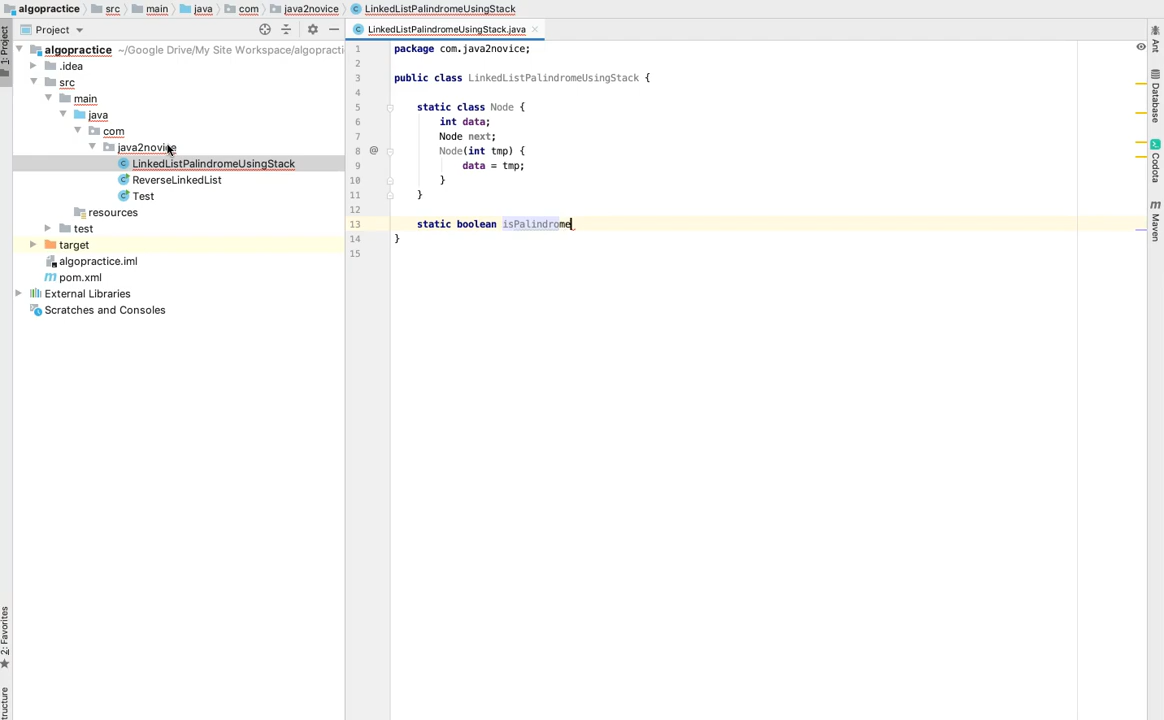 algopractice src main java com java2novice LinkedListPalindromeUsingStack
1: Project
Project
LinkedListPalindromeUsingStack.java
algopractice ~/Google Drive/My Site Workspace/algopracti
.idea
src
main
java
com
java2novice
LinkedListPalindromeUsingStack
ReverseLinkedList
Test
resources
test
target
algopractice.iml
pom.xml
External Libraries
Scratches and Consoles
2: Favorites
ructure
1 package com.java2novice;
2
3 public class LinkedListPalindromeUsingStack {
4
5 static class Node {
6 int data;
7 Node next;
8 @ Node(int tmp) {
9 data = tmp;
10 }
11 }
12
13 static boolean isPalindrome
14 }
15
Ant
Database
Codota
Maven